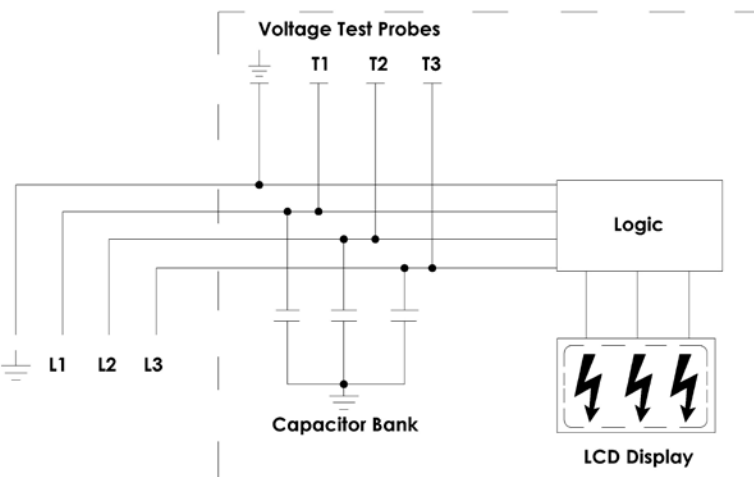 Voltage Test Probes
T1 T2 T3
Logic
L1 L2 L3
Capacitor Bank
LCD Display